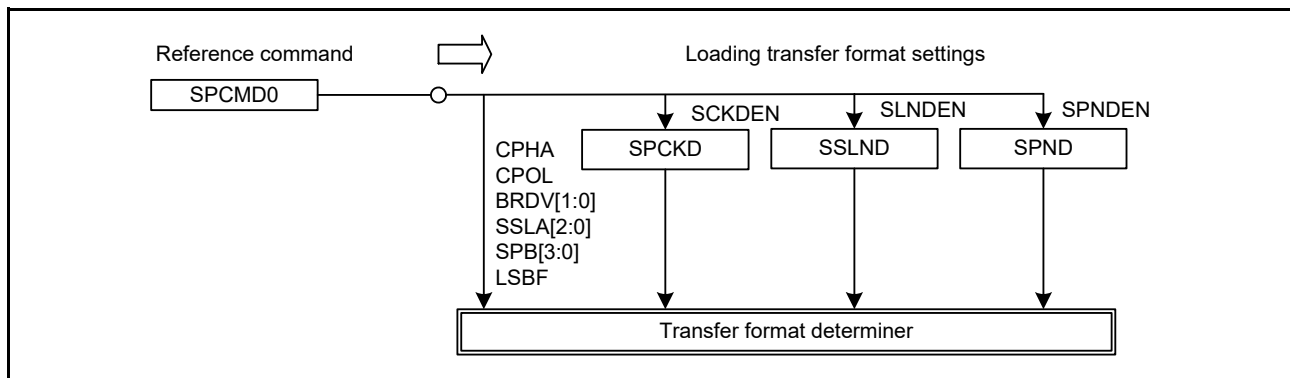 Reference command
Loading transfer format settings
SPCMD0
SCKDEN
SLNDEN
SPNDEN
SPCKD
SSLND
SPND
CPHA
CPOL
BRDV[1:0]
SSLA[2:0]
SPB[3:0]
LSBF
Transfer format determiner